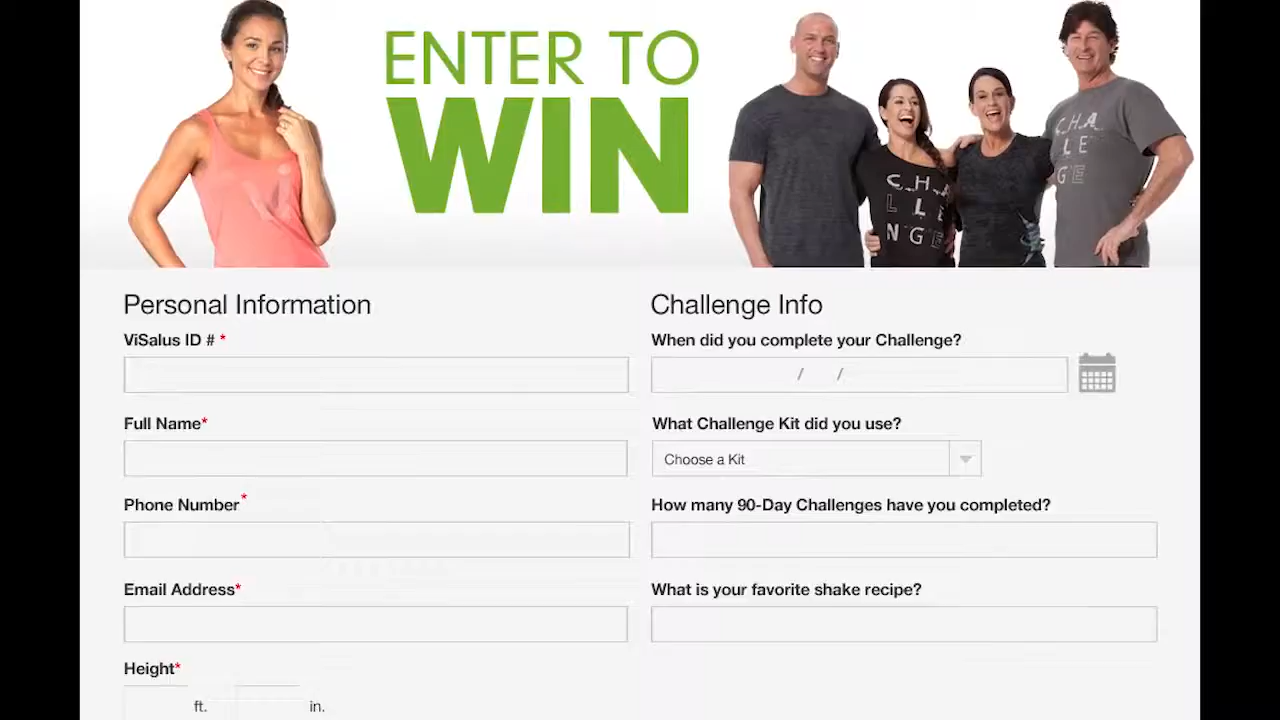 ENTER TO
WIN
C H A
L L E
N G E
C H A
L E
G E
Personal Information
ViSalus ID # *
Full Name*
Phone Number*
Email Address*
Height*
ft. in.
Challenge Info
When did you complete your Challenge?
/ /
What Challenge Kit did you use?
Choose a Kit
How many 90-Day Challenges have you completed?
What is your favorite shake recipe?